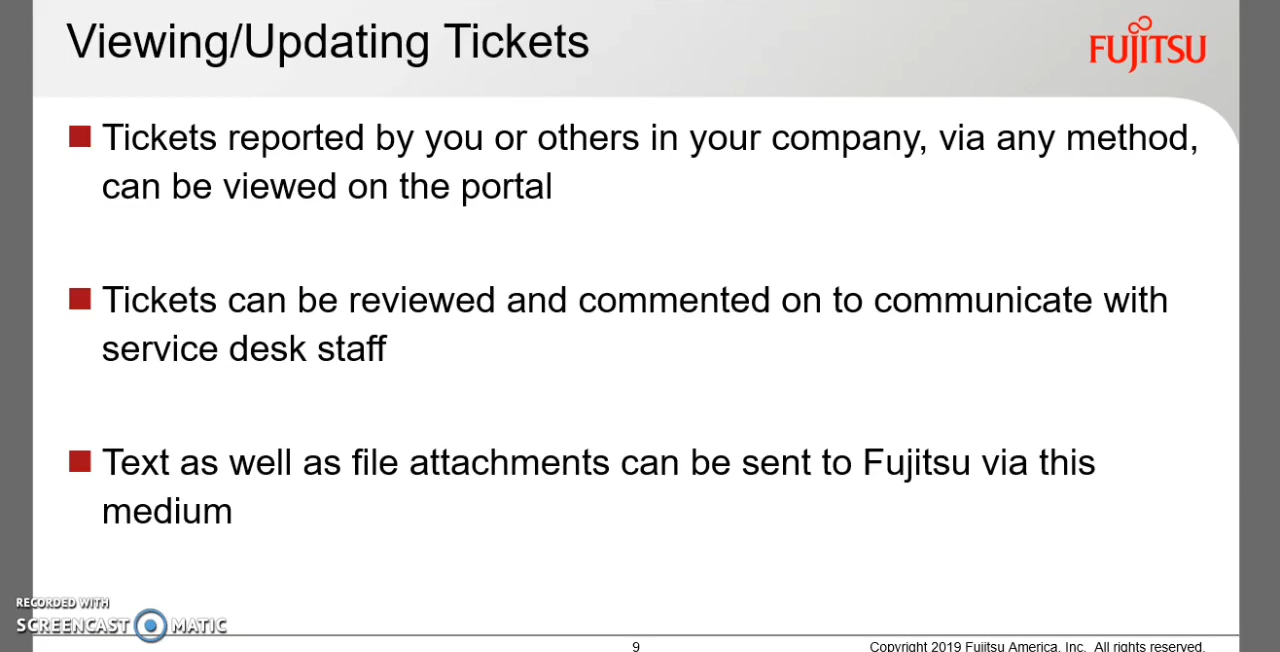 Viewing/Updating Tickets
FUJITSU
Tickets reported by you or others in your company, via any method,
can be viewed on the portal
Tickets can be reviewed and commented on to communicate with
service desk staff
Text as well as file attachments can be sent to Fujitsu via this
medium
RECORDED WITH
SCREENCAST MATIC
9
Copyright 2019 Fujitsu America, Inc. All rights reserved.